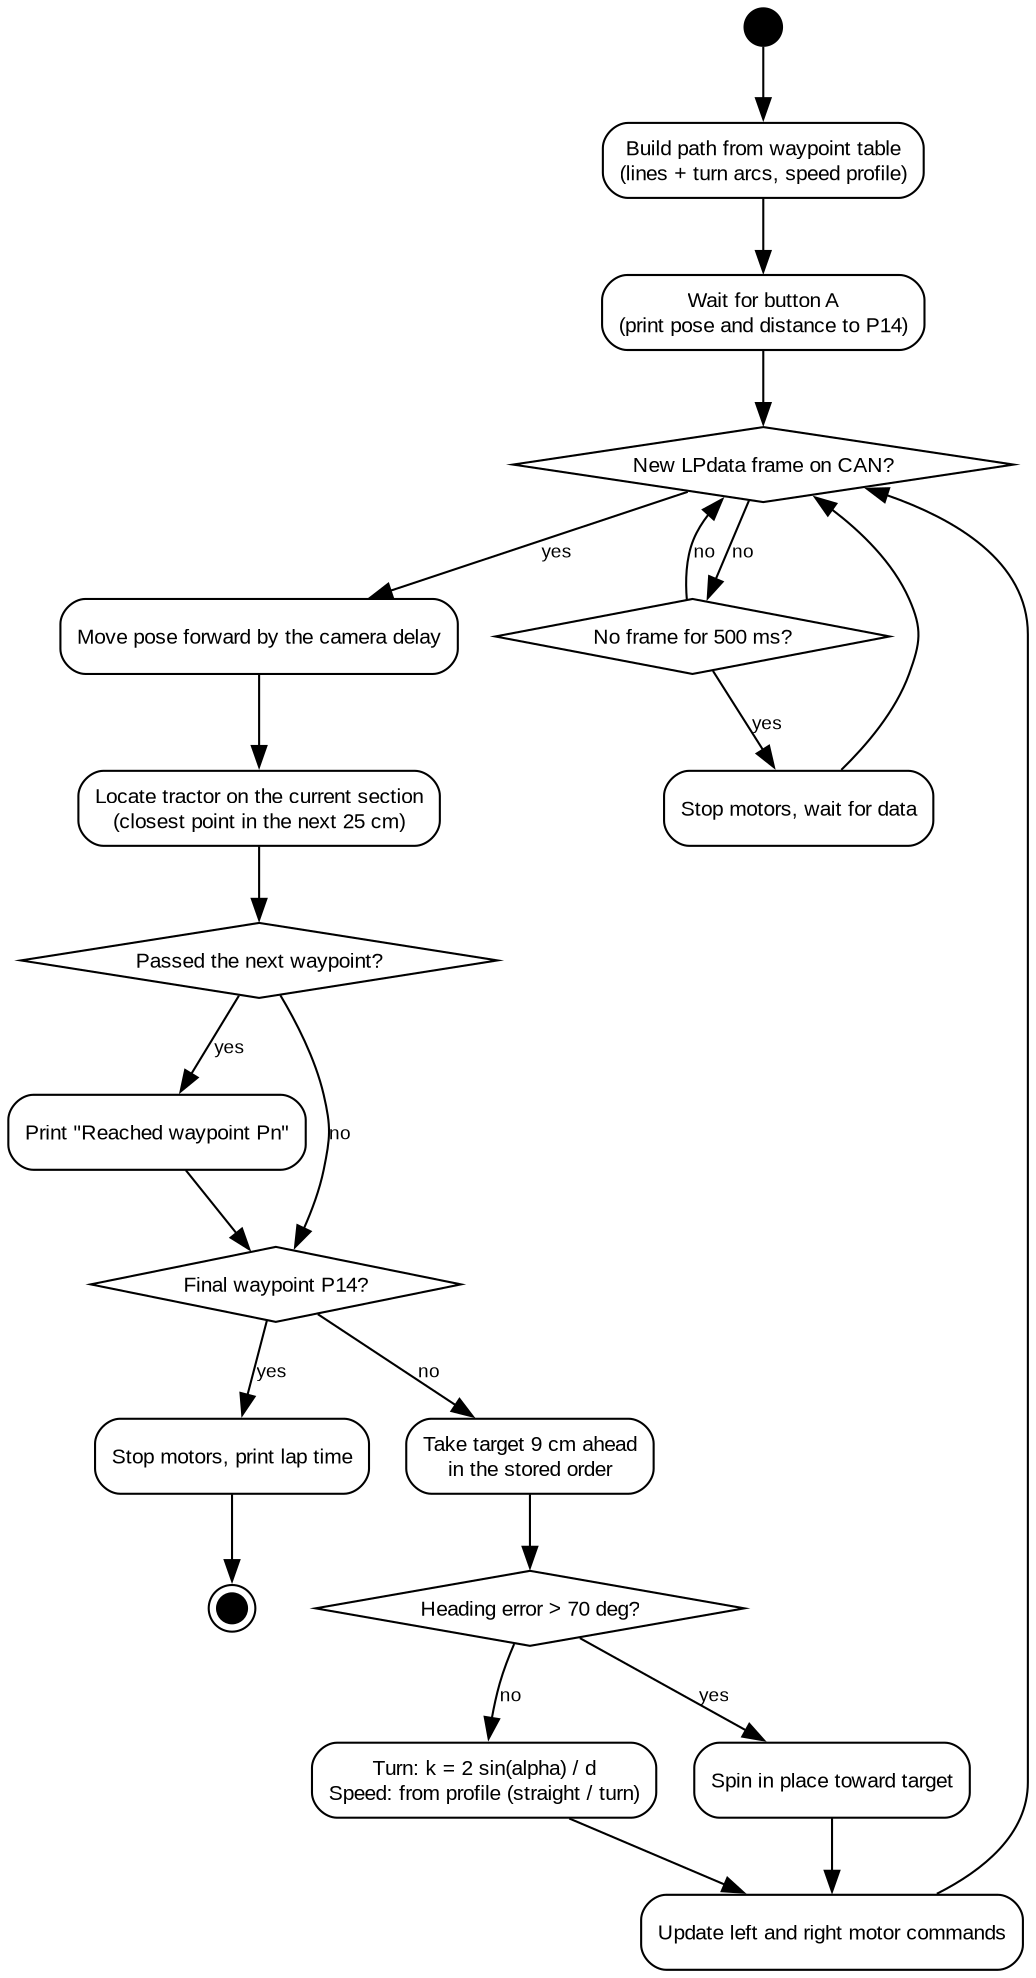 Build path from waypoint table
(lines + turn arcs, speed profile)
Wait for button A
(print pose and distance to P14)
New LPdata frame on CAN?
yes
no
no
Move pose forward by the camera delay
No frame for 500 ms?
yes
Locate tractor on the current section
(closest point in the next 25 cm)
Stop motors, wait for data
Passed the next waypoint?
yes
no
Print "Reached waypoint Pn"
Final waypoint P14?
yes
no
Stop motors, print lap time
Take target 9 cm ahead
in the stored order
Heading error > 70 deg?
no
yes
Turn: k = 2 sin(alpha) / d
Speed: from profile (straight / turn)
Spin in place toward target
Update left and right motor commands